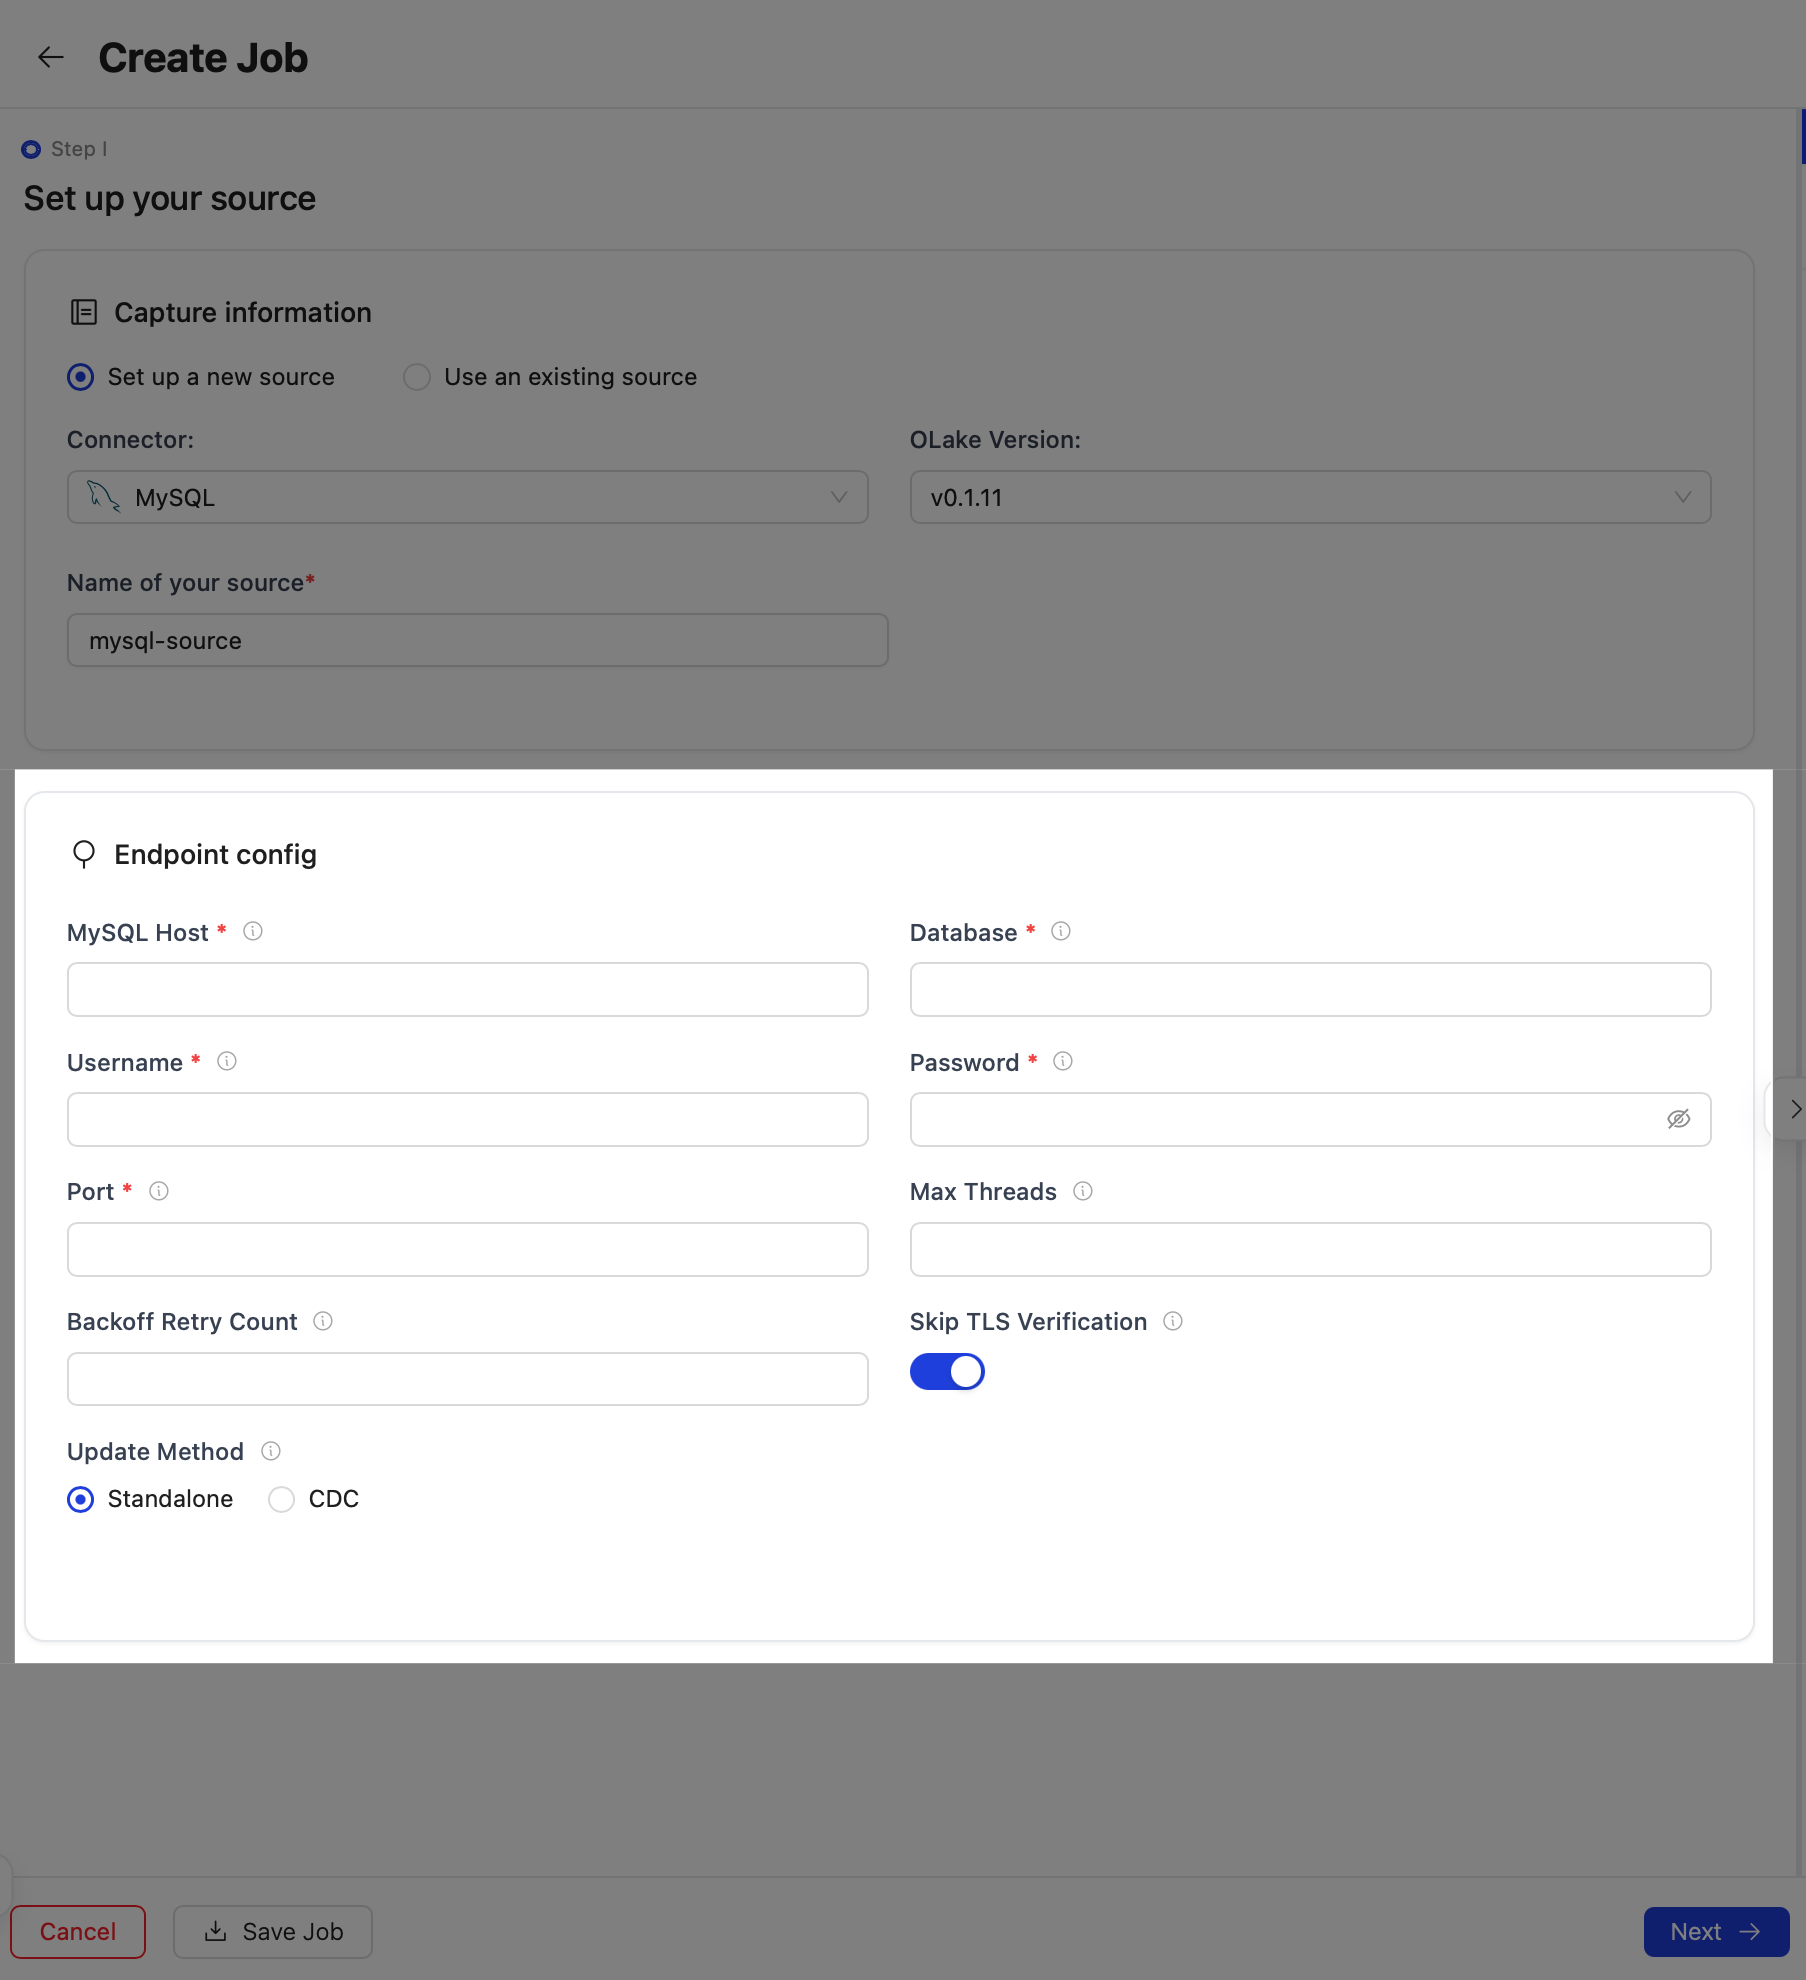 Create Job
Step I
Set up your source
Capture information
Set up a new source
Use an existing source
Connector:
OLake Version:
MySQL
v0.1.11
Name of your source*
mysql-source
Endpoint config
MySQL Host *
Database *
Username *
Password *
Port *
Max Threads
Backoff Retry Count
Skip TLS Verification
Update Method
Standalone
CDC
Cancel
Save Job
Next